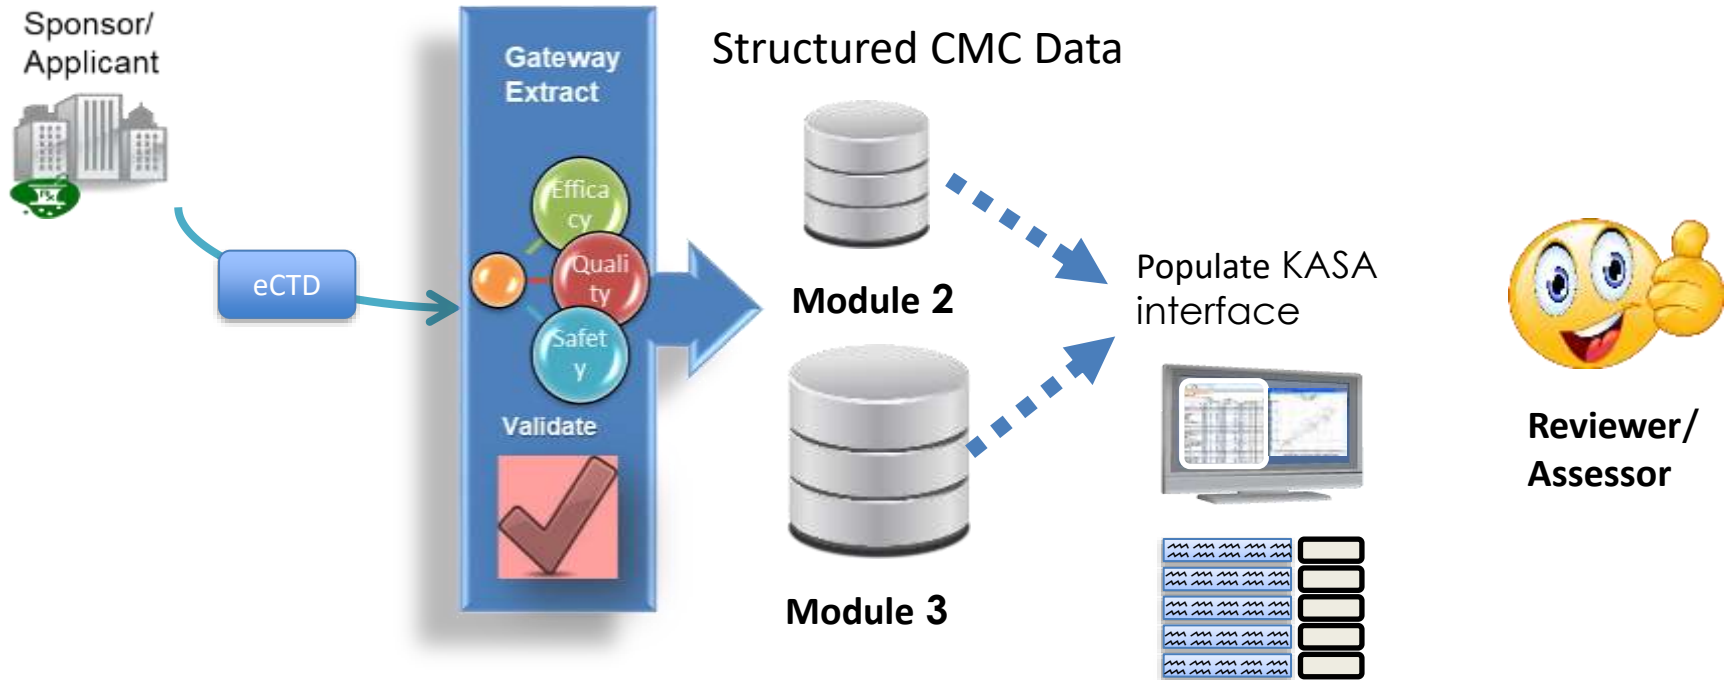 Sponsor/
Applicant
eCTD
Gateway
Extract
Effica
cy
Quali
ty
Safet
y
Validate
Structured CMC Data
Module 2
Module 3
Populate KASA
interface
Reviewer/
Assessor